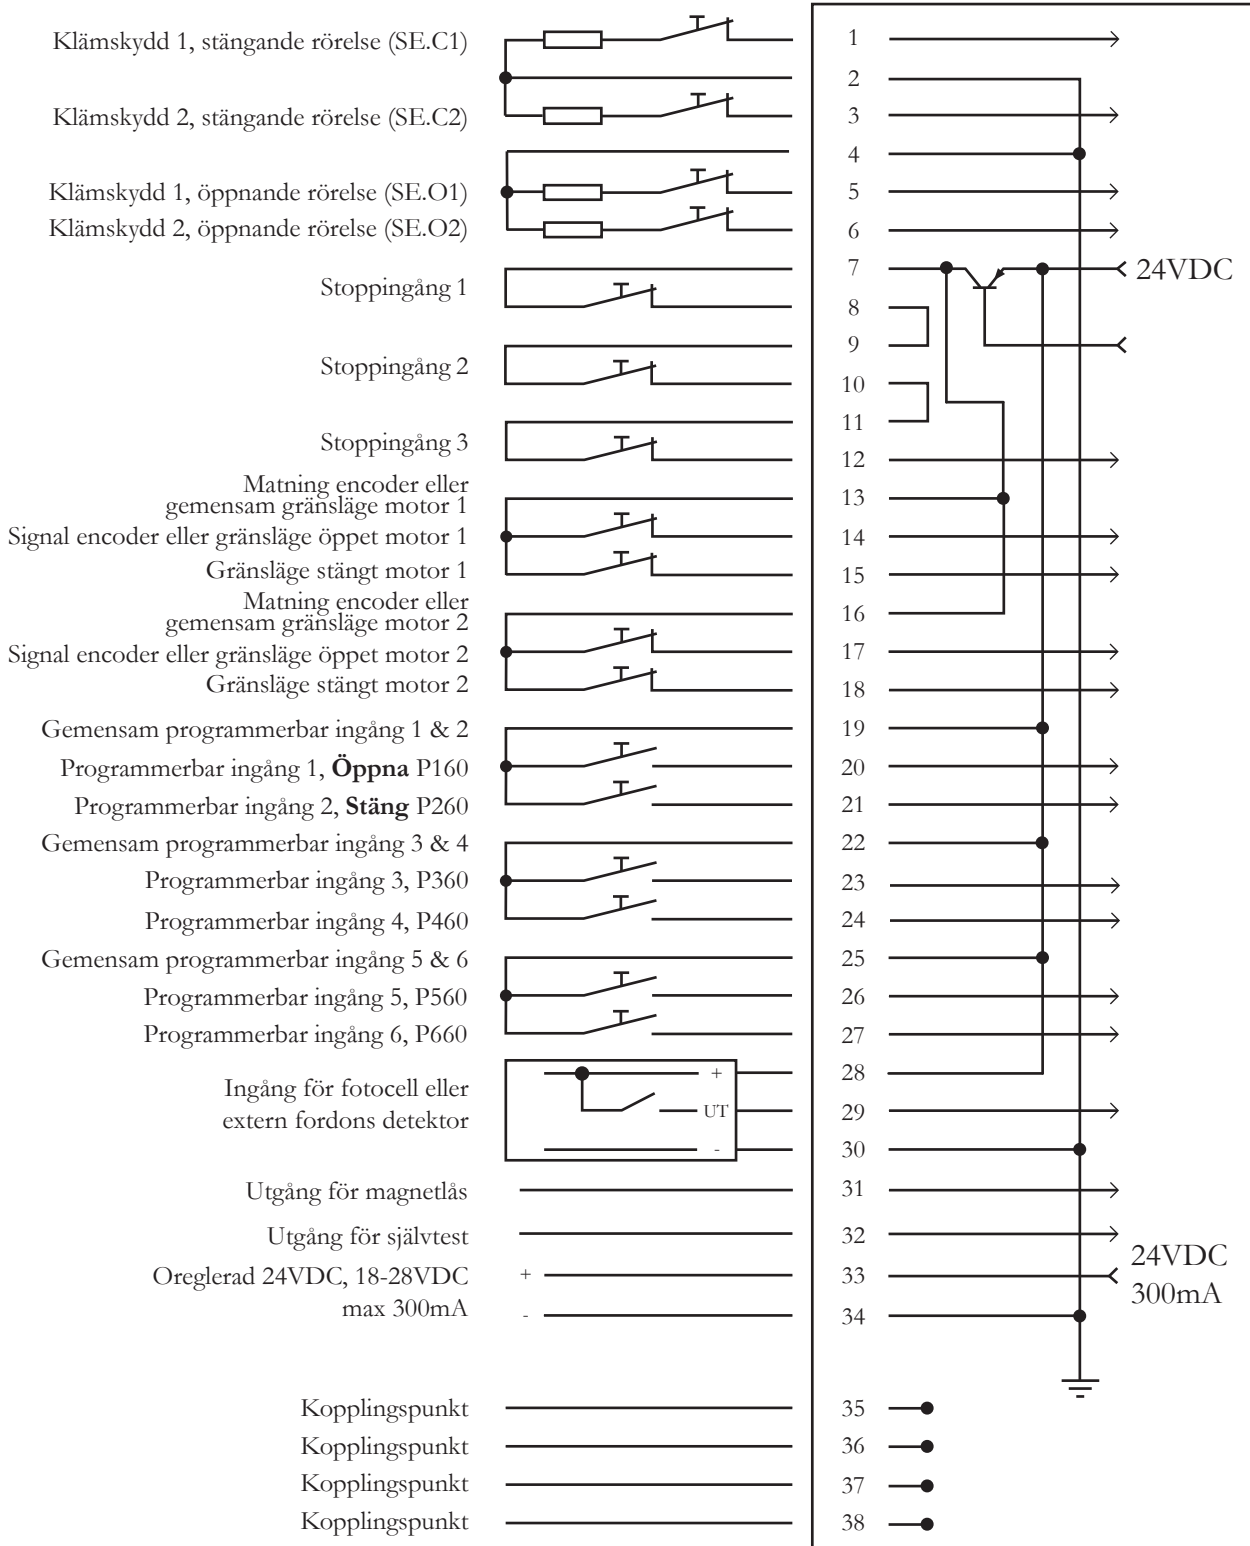 Klämskydd 1, stängande rörelse (SE.C1)
1
2
Klämskydd 2, stängande rörelse (SE.C2)
3
4
Klämskydd 1, öppnande rörelse (SE.O1)
5
Klämskydd 2, öppnande rörelse (SE.O2)
6
7
24VDC
Stoppingång 1
8
9
Stoppingång 2
10
11
Stoppingång 3
12
Matning encoder eller
gemensam gränsläge motor 1
13
Signal encoder eller gränsläge öppet motor 1
14
Gränsläge stängt motor 1
15
Matning encoder eller
gemensam gränsläge motor 2
16
Signal encoder eller gränsläge öppet motor 2
17
Gränsläge stängt motor 2
18
Gemensam programmerbar ingång 1 & 2
19
Programmerbar ingång 1, Öppna P160
20
Programmerbar ingång 2, Stäng P260
21
Gemensam programmerbar ingång 3 & 4
22
Programmerbar ingång 3, P360
23
Programmerbar ingång 4, P460
24
Gemensam programmerbar ingång 5 & 6
25
Programmerbar ingång 5, P560
26
Programmerbar ingång 6, P660
27
+
28
Ingång för fotocell eller
extern fordons detektor
UT
29
-
30
Utgång för magnetlås
31
Utgång för självtest
32
Oreglerad 24VDC, 18-28VDC
max 300mA
+
33
24VDC
300mA
-
34
Kopplingspunkt
35
Kopplingspunkt
36
Kopplingspunkt
37
Kopplingspunkt
38